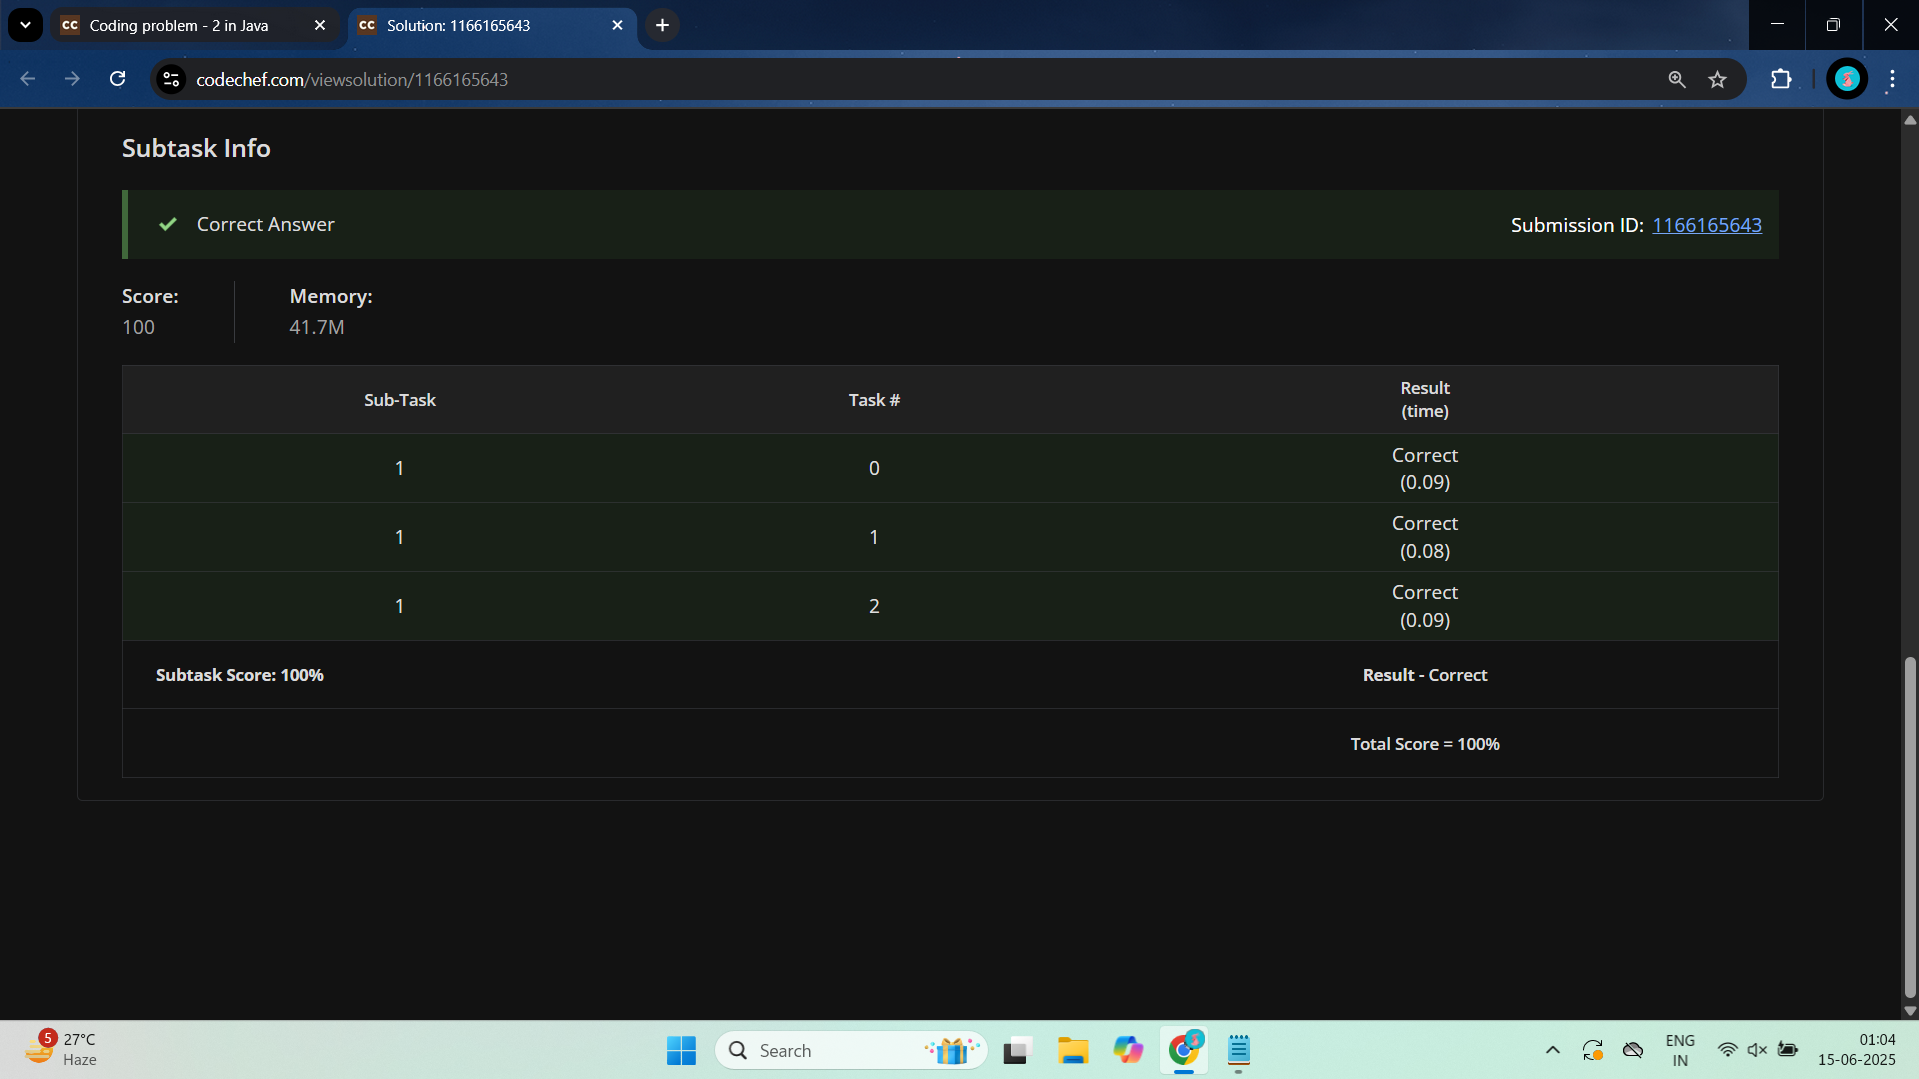 CC Coding problem - 2 in Java
CC Solution: 1166165643
codechef.com/viewsolution/1166165643
Subtask Info
Correct Answer
Submission ID: 1166165643
Score:
100
Memory:
41.7M
Sub-Task Task # Result
(time)
1 0 Correct
(0.09)
1 1 Correct
(0.08)
1 2 Correct
(0.09)
Subtask Score: 100% Result - Correct
Total Score = 100%
5
27°C
Haze
Search
ENG
IN
01:04
15-06-2025